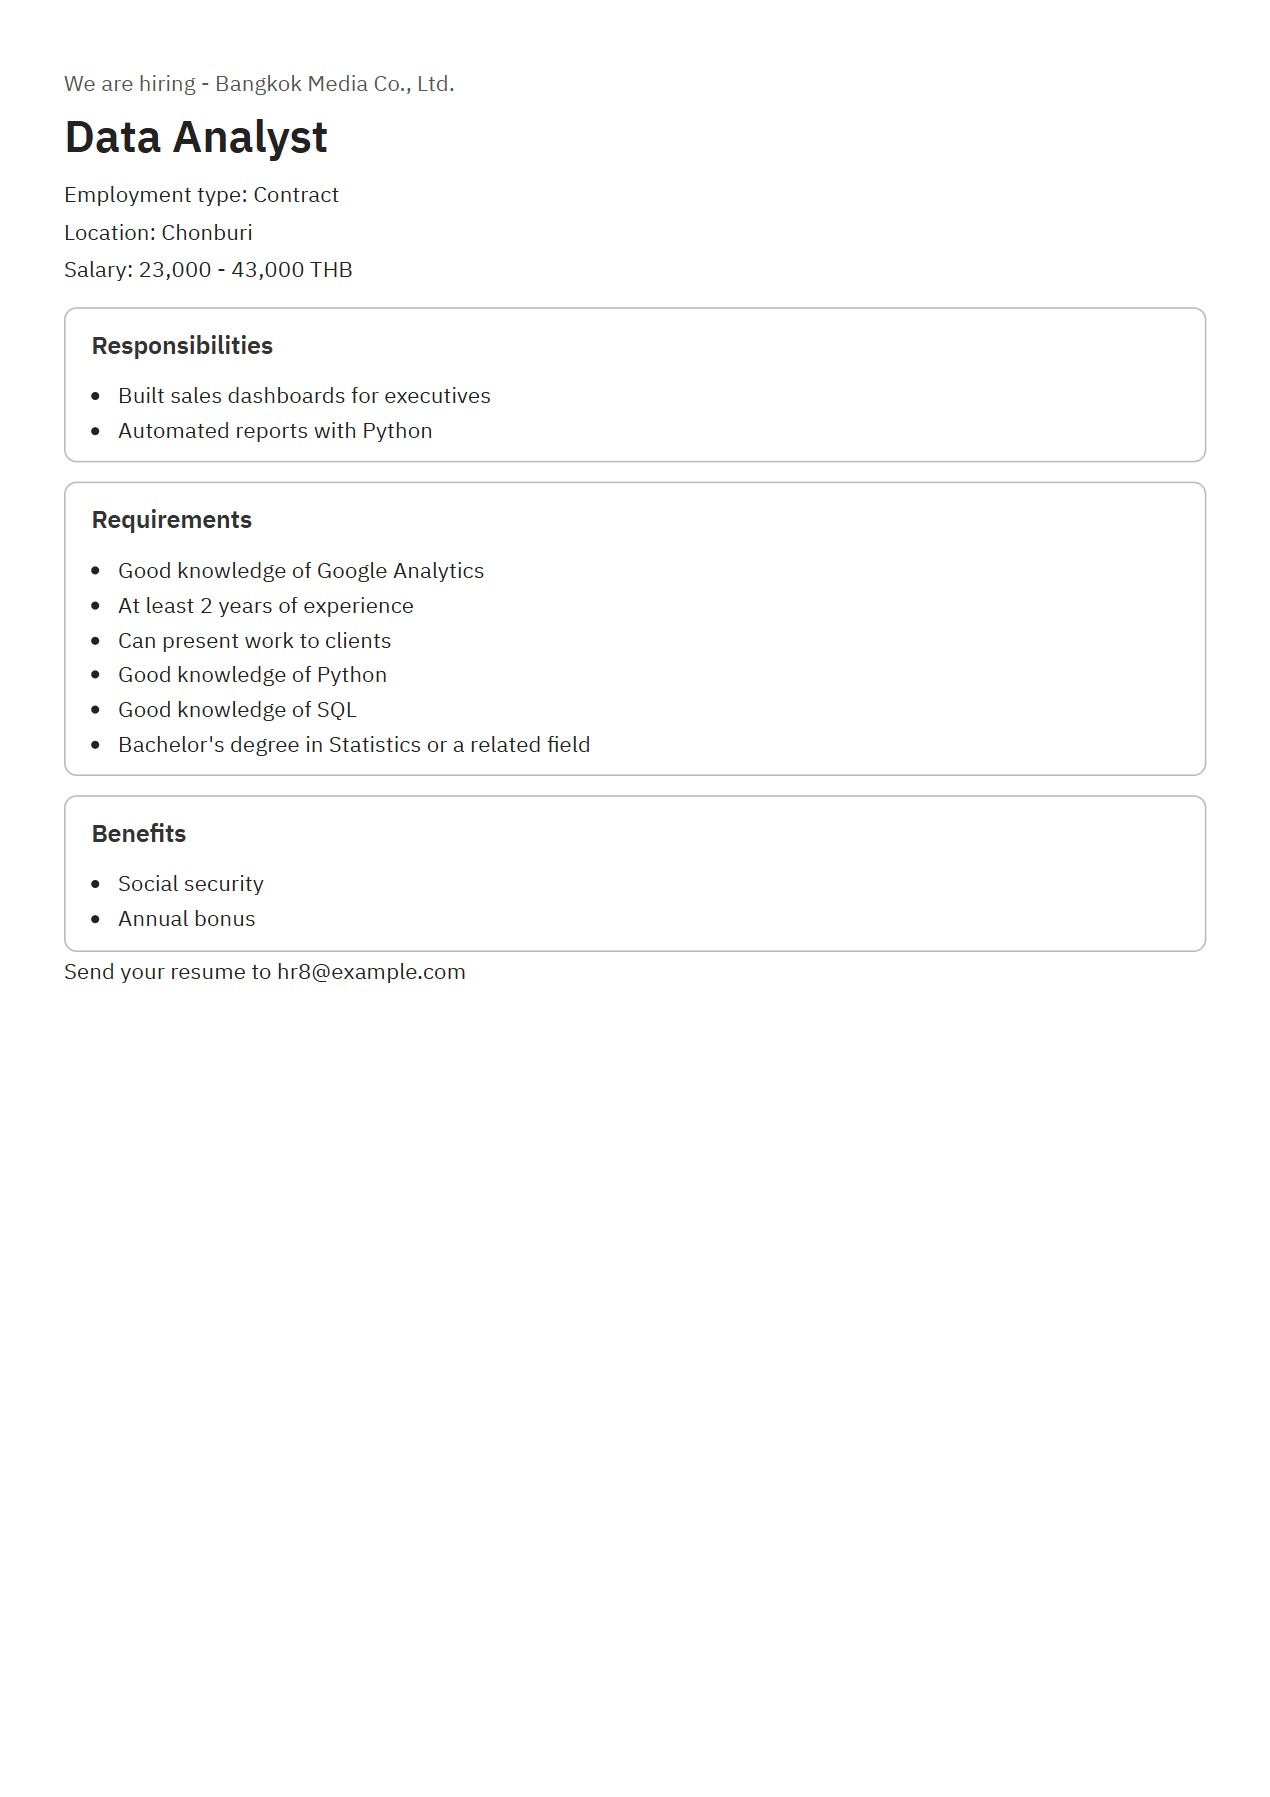 We are hiring - Bangkok Media Co., Ltd.
Data Analyst
Employment type: Contract
Location: Chonburi
Salary: 23,000 - 43,000 THB
Responsibilities
• Built sales dashboards for executives
• Automated reports with Python
Requirements
• Good knowledge of Google Analytics
• At least 2 years of experience
• Can present work to clients
• Good knowledge of Python
• Good knowledge of SQL
• Bachelor's degree in Statistics or a related field
Benefits
• Social security
• Annual bonus
Send your resume to hr8@example.com